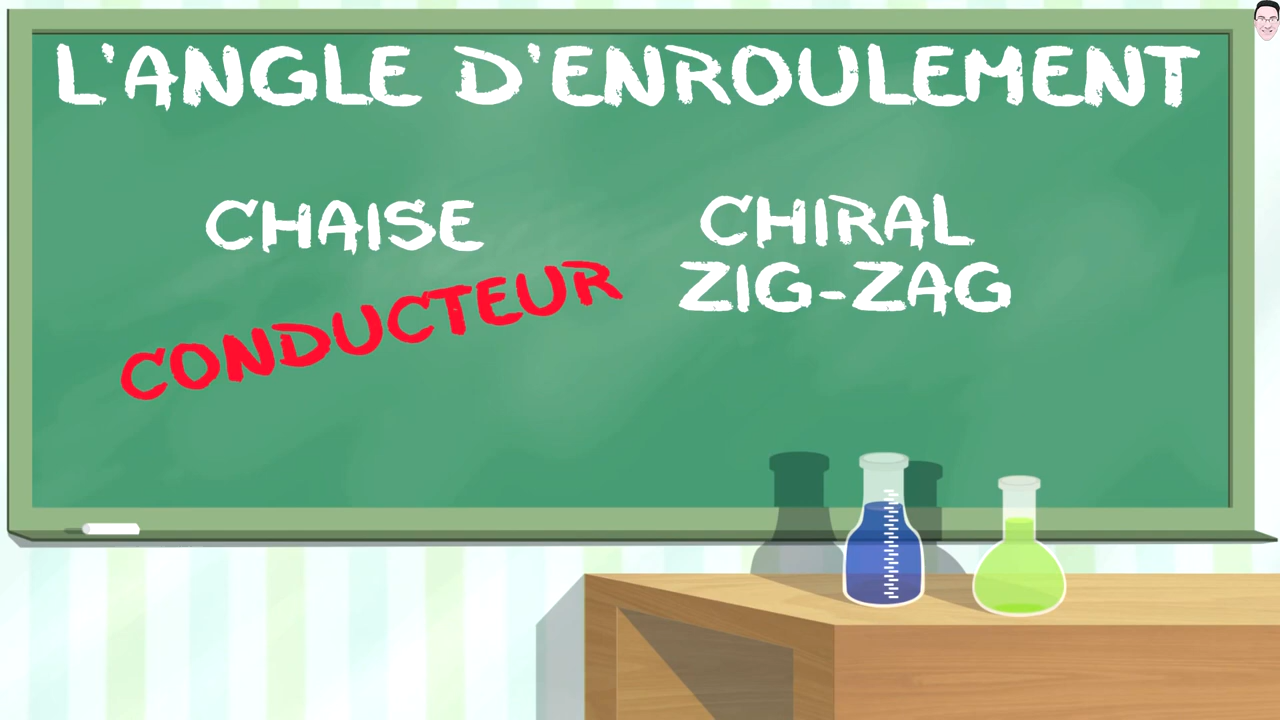 L'ANGLE D'ENROULEMENT
CHAISE
CONDUCTEUR
CHIRAL
ZIG-ZAG